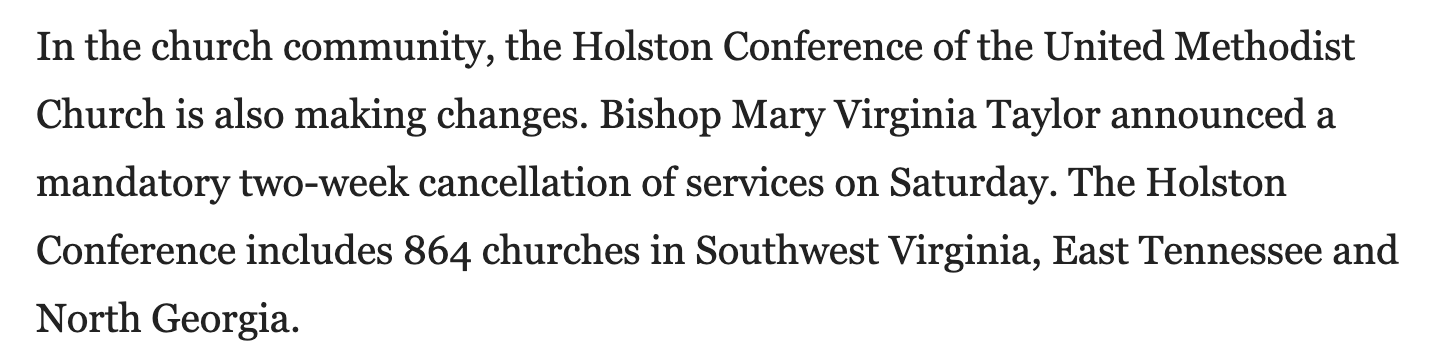 In the church community, the Holston Conference of the United Methodist
Church is also making changes. Bishop Mary Virginia Taylor announced a
mandatory two-week cancellation of services on Saturday. The Holston
Conference includes 864 churches in Southwest Virginia, East Tennessee and
North Georgia.